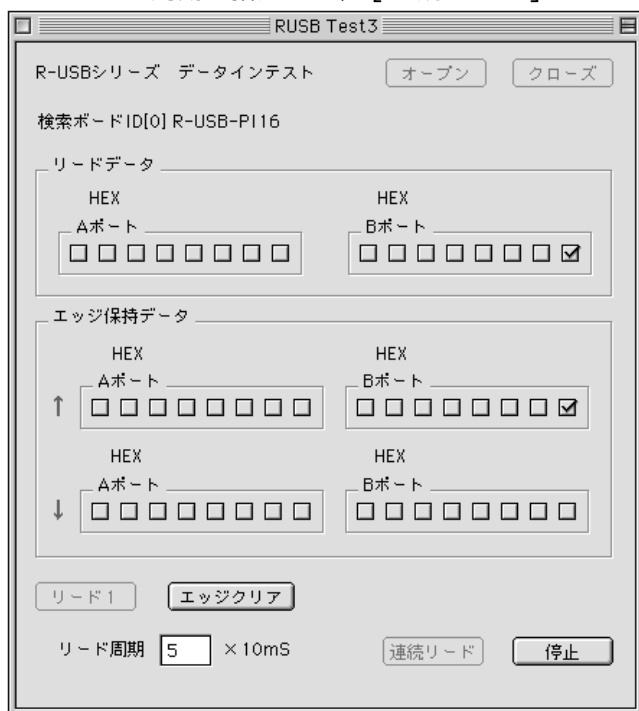 RUSB Test3
R-USBシリーズ データインテスト オープン クローズ
検索ボードID[0] R-USB-PI16
リードデータ
HEX HEX
Aポート Bポート
エッジ保持データ
HEX HEX
↑ Aポート Bポート
HEX HEX
↓ Aポート Bポート
リード1 エッジクリア
リード周期 5 ×10mS 連続リード 停止